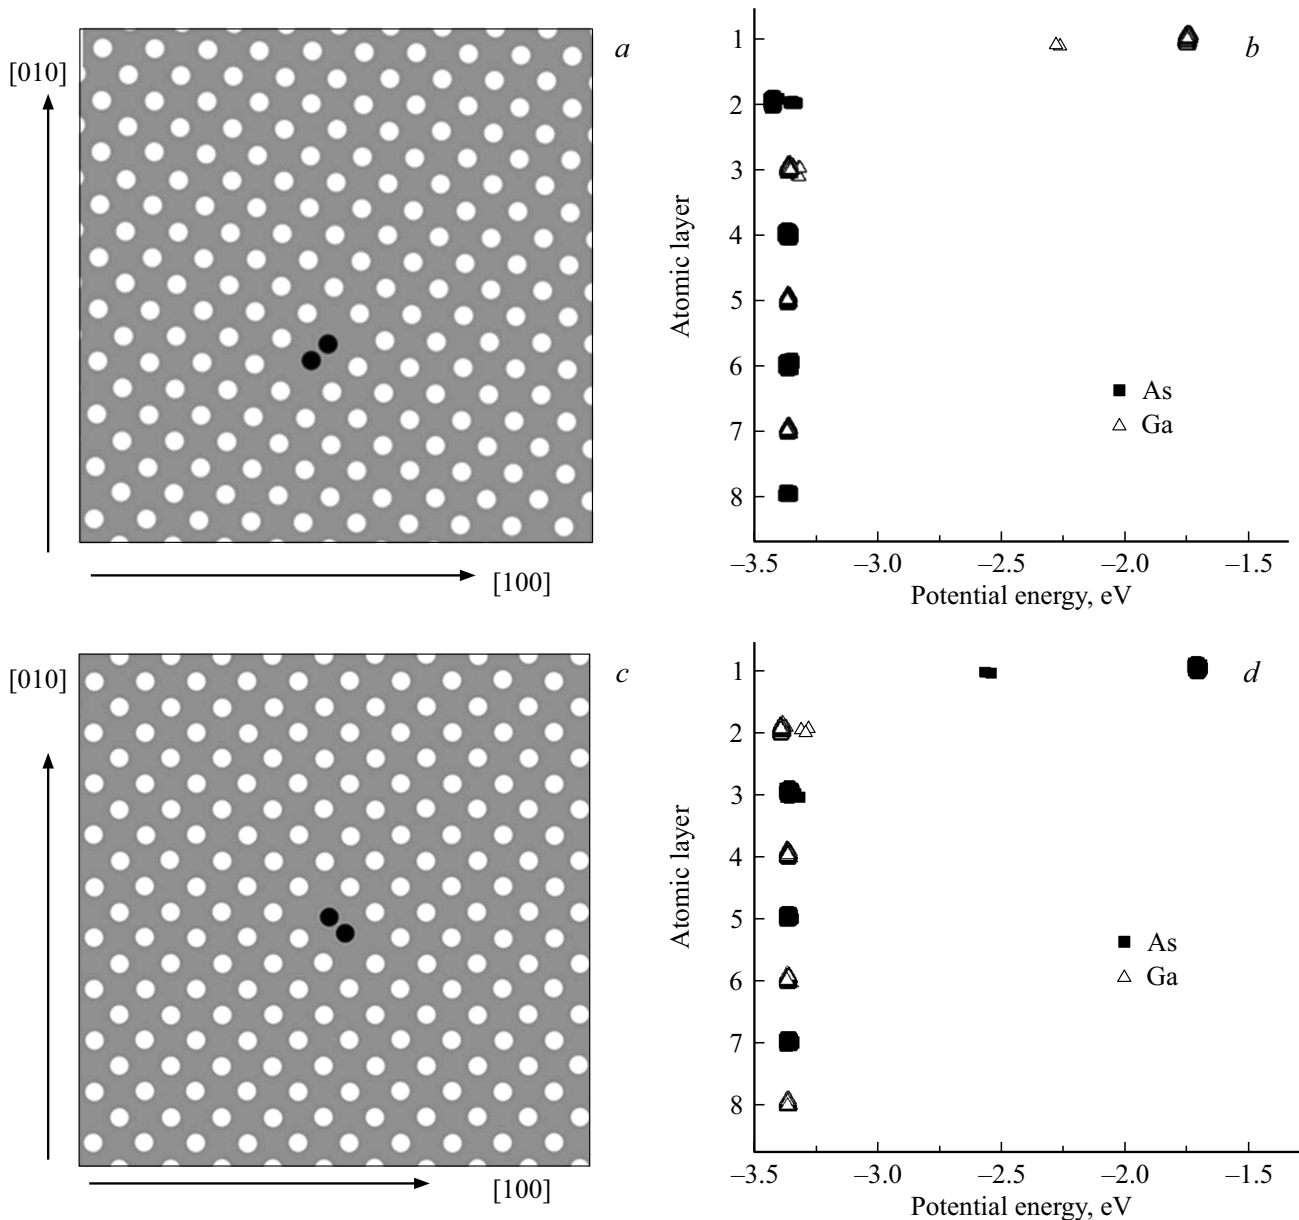 a
[010]
[100]
b
1
2
3
4
5
6
7
8
Atomic layer
As
Ga
–3.5
–3.0
–2.5
–2.0
–1.5
Potential energy, eV
c
[010]
[100]
d
1
2
3
4
5
6
7
8
Atomic layer
As
Ga
–3.5
–3.0
–2.5
–2.0
–1.5
Potential energy, eV